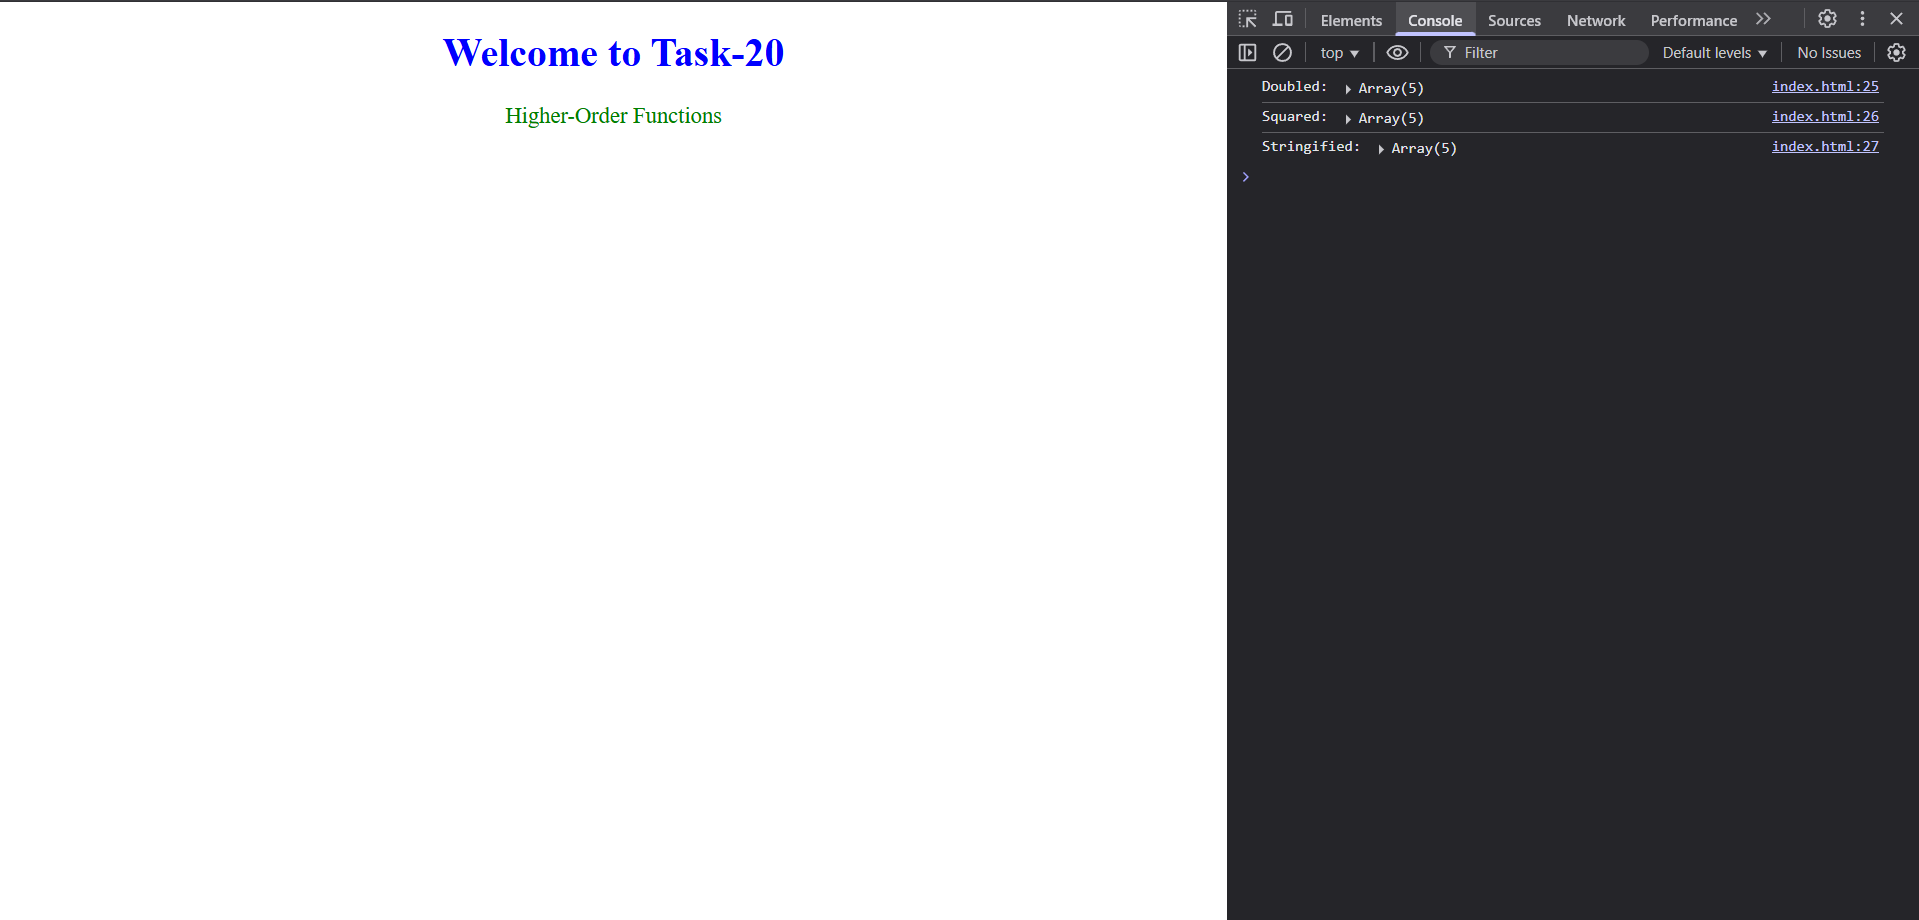 Welcome to Task-20
Higher-Order Functions
Elements Console Sources Network Performance
top Filter Default levels No Issues
Doubled: Array(5) index.html:25
Squared: Array(5) index.html:26
Stringified: Array(5) index.html:27